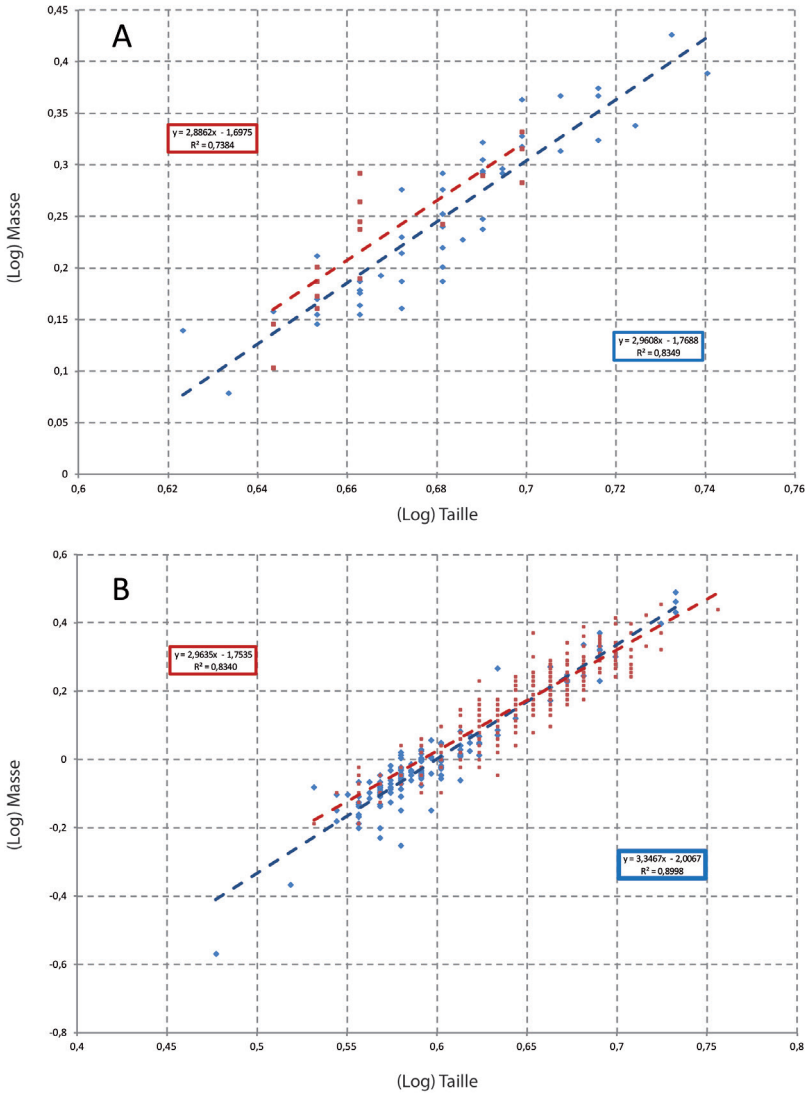 A
0,45
0,4
0,35
0,3
0,25
0,2
0,15
0,1
0,05
0
(Log) Masse
y = 2,8862x - 1,6975
R² = 0,7384
y = 2,9608x - 1,7688
R² = 0,8349
0,6 0,62 0,64 0,66 0,68 0,7 0,72 0,74 0,76
(Log) Taille
B
0,6
0,4
0,2
0
-0,2
-0,4
-0,6
-0,8
(Log) Masse
y = 2,9635x - 1,7535
R² = 0,8340
y = 3,3467x - 2,0067
R² = 0,8998
0,4 0,45 0,5 0,55 0,6 0,65 0,7 0,75 0,8
(Log) Taille